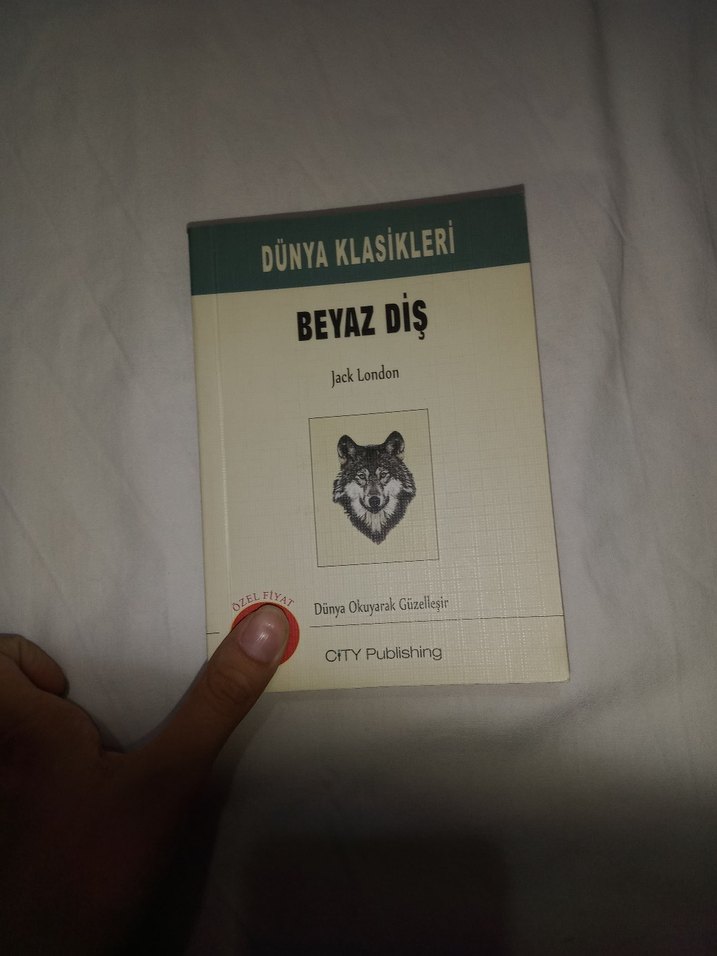 DÜNYA KLASİKLERİ
BEYAZ DİŞ
Jack London
ÖZEL FİYAT
Dünya Okuyarak Güzelleşir
CiTY Publishing